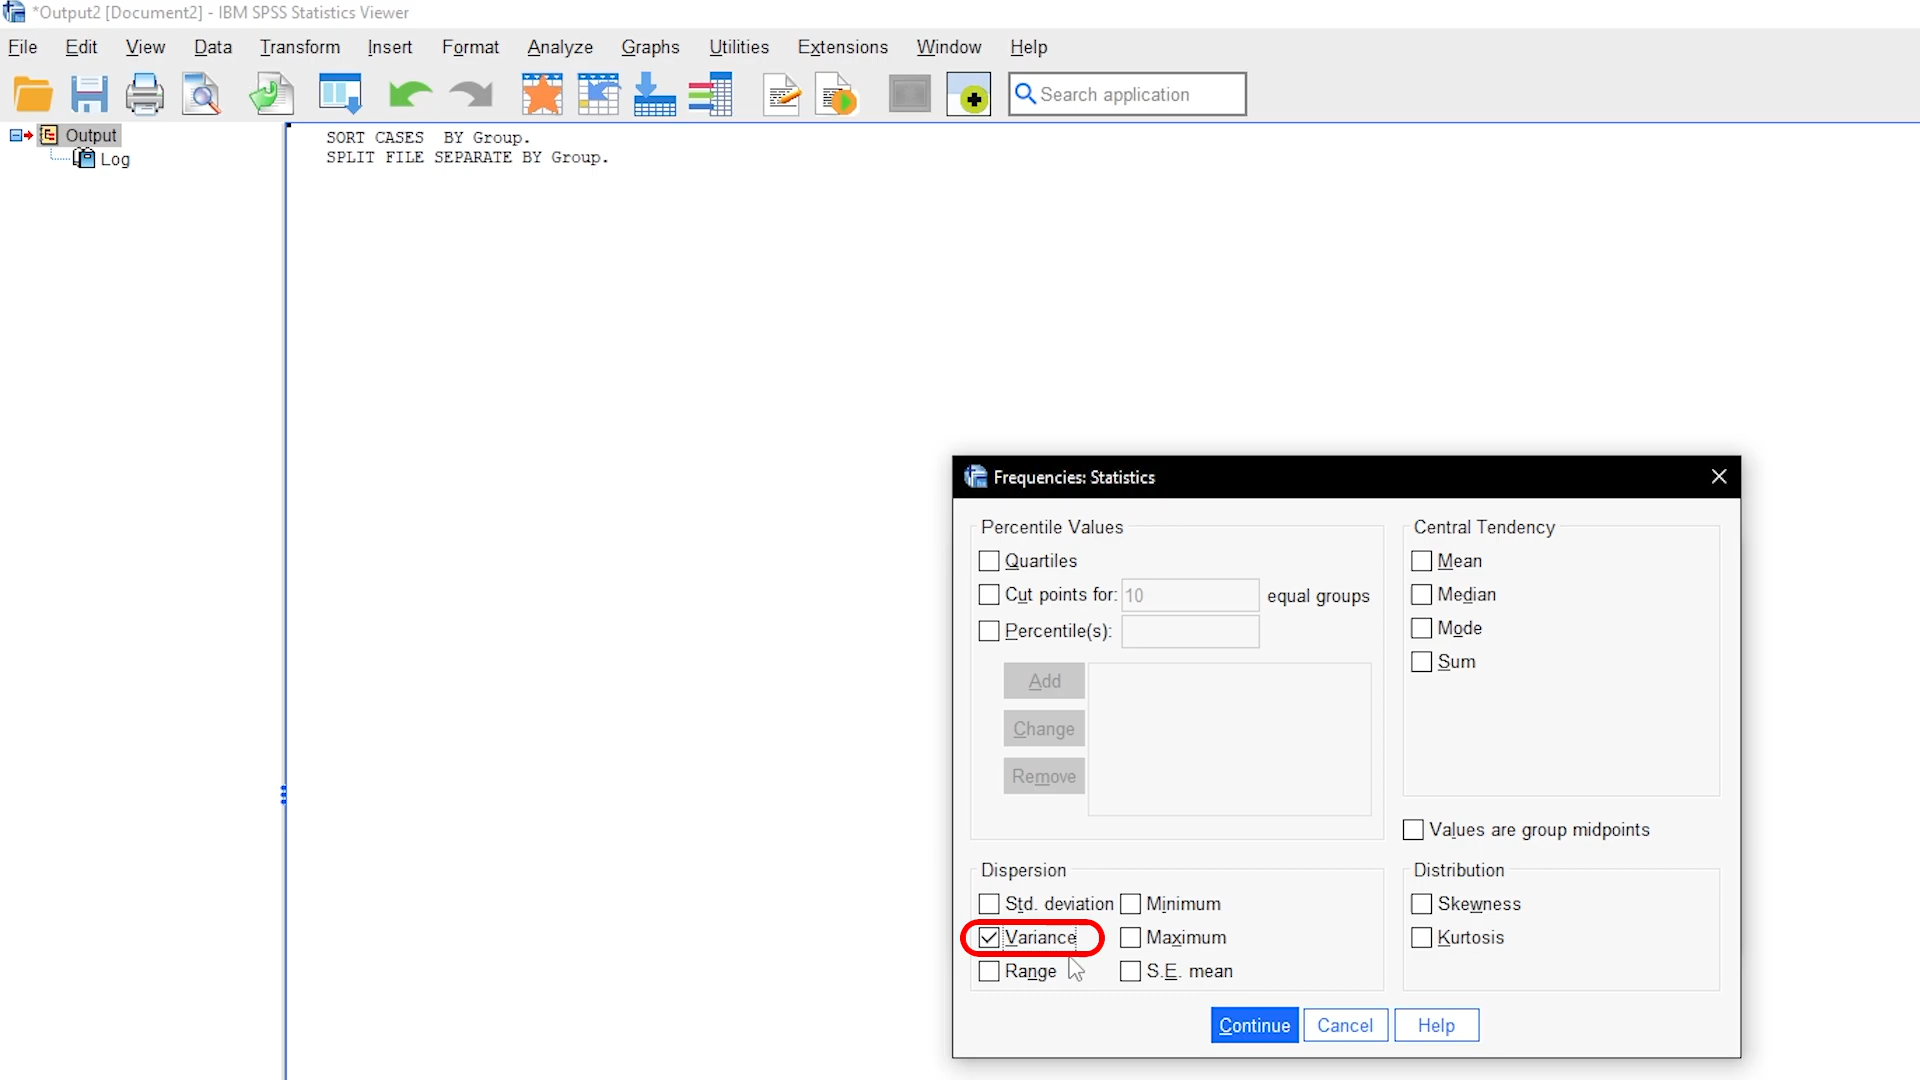 *Output2 [Document2] - IBM SPSS Statistics Viewer
File Edit View Data Transform Insert Format Analyze Graphs Utilities Extensions Window Help
Search application
Output
Log
SORT CASES  BY Group.
SPLIT FILE SEPARATE BY Group.
Frequencies: Statistics
Percentile Values
Quartiles
Cut points for: 10 equal groups
Percentile(s):
Add
Change
Remove
Central Tendency
Mean
Median
Mode
Sum
Values are group midpoints
Dispersion
Std. deviation Minimum
Variance Maximum
Range S.E. mean
Distribution
Skewness
Kurtosis
Continue Cancel Help